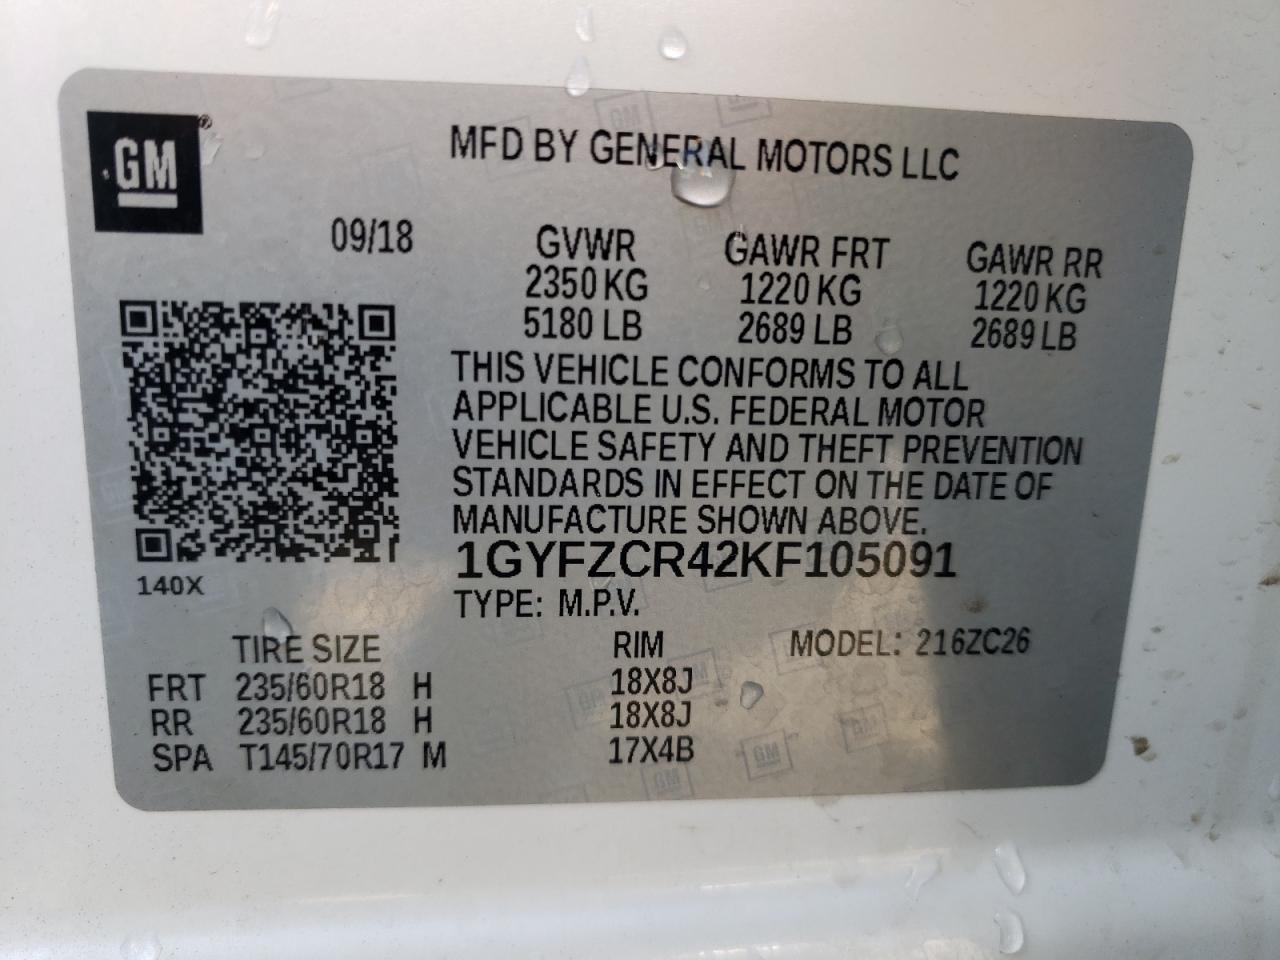 GM®
MFD BY GENERAL MOTORS LLC
09/18
GVWR GAWR FRT GAWR RR
2350 KG 1220 KG 1220 KG
5180 LB 2689 LB 2689 LB
THIS VEHICLE CONFORMS TO ALL
APPLICABLE U.S. FEDERAL MOTOR
VEHICLE SAFETY AND THEFT PREVENTION
STANDARDS IN EFFECT ON THE DATE OF
MANUFACTURE SHOWN ABOVE.
1GYFZCR42KF105091
140X
TYPE: M.P.V.
TIRE SIZE RIM MODEL: 216ZC26
FRT 235/60R18 H 18X8J
RR 235/60R18 H 18X8J
SPA T145/70R17 M 17X4B